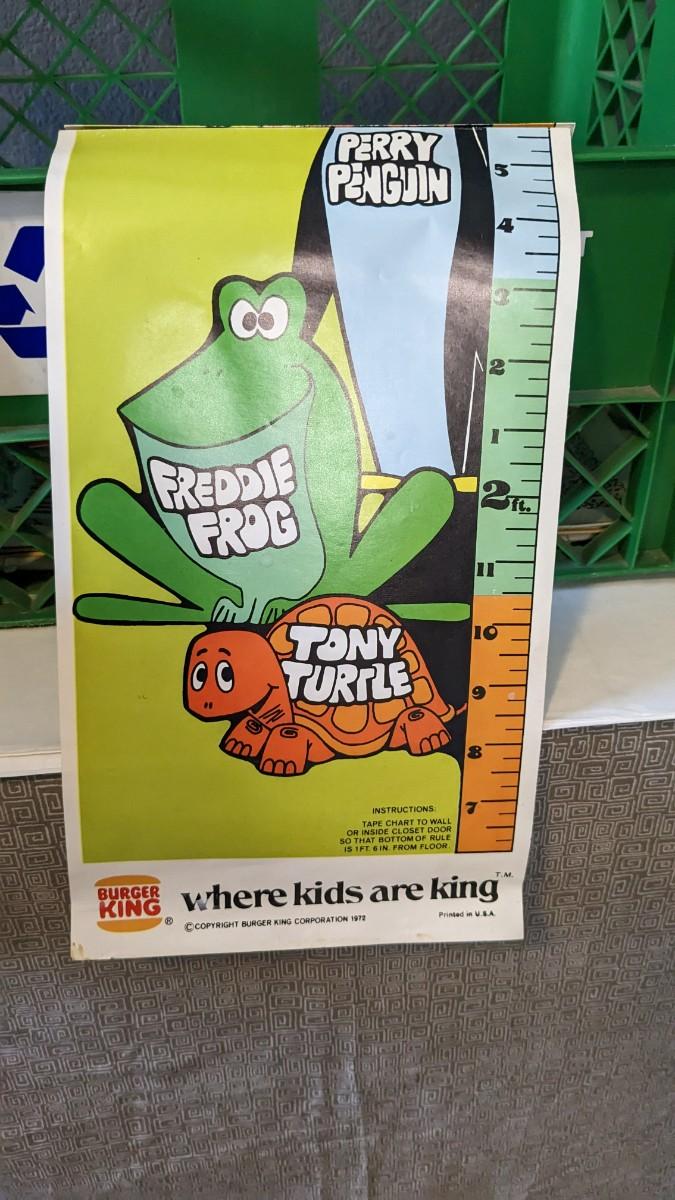 PERRY
PENGUIN
5
4
3
2
1
2 ft.
11
10
9
8
7
FREDDIE
FROG
TONY
TURTLE
INSTRUCTIONS:
TAPE CHART TO WALL
OR INSIDE CLOSET DOOR
SO THAT BOTTOM OF RULE
IS 1FT. 6 IN. FROM FLOOR.
BURGER
KING ®
where kids are king T.M.
© COPYRIGHT BURGER KING CORPORATION 1972
Printed in U.S.A.